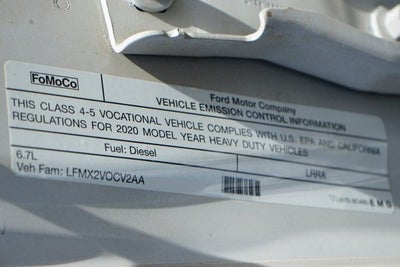 FoMoCo
Ford Motor Company
VEHICLE EMISSION CONTROL INFORMATION
THIS CLASS 4-5 VOCATIONAL VEHICLE COMPLIES WITH U.S. EPA AND CALIFORNIA
REGULATIONS FOR 2020 MODEL YEAR HEAVY DUTY VEHICLES
Fuel: Diesel
6.7L
LRRA
Veh Fam: LFMX2VOCV2AA
E M G